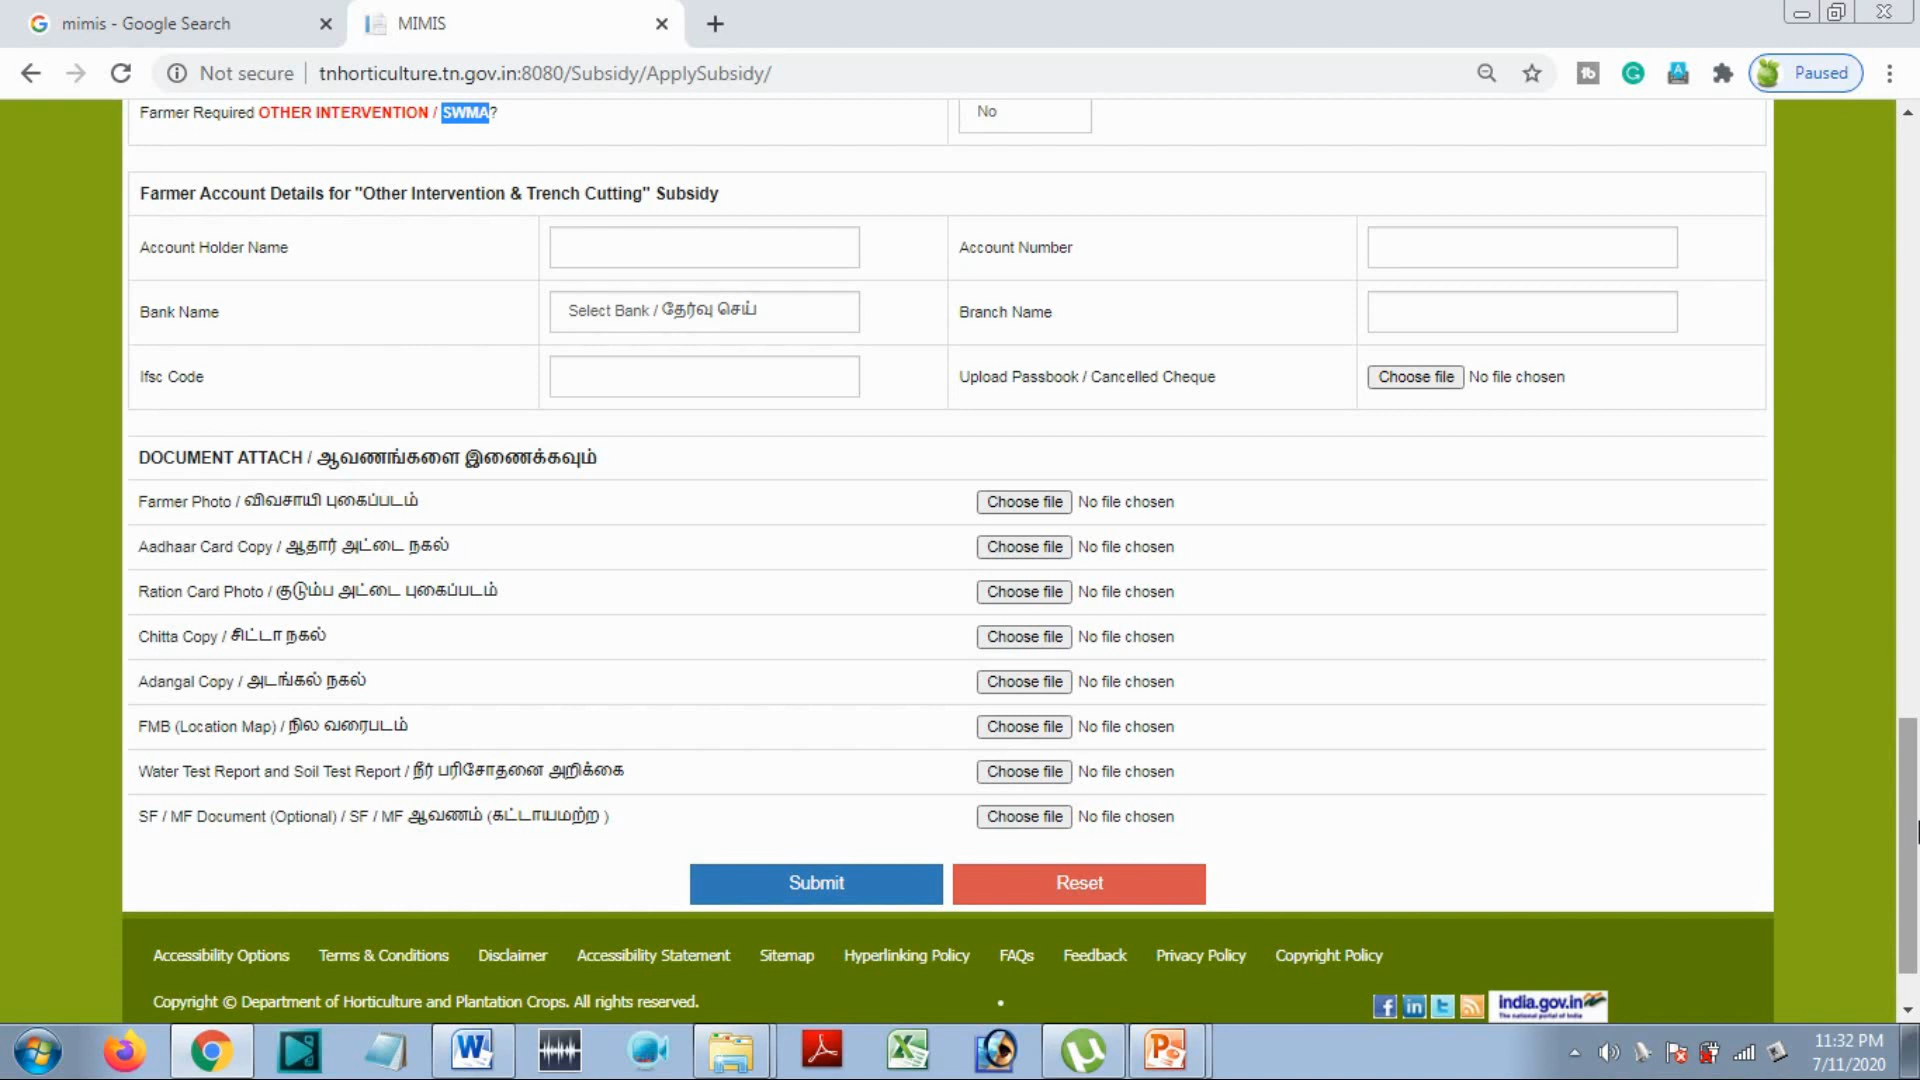 mimis - Google Search
MIMIS
Not secure tnhorticulture.tn.gov.in:8080/Subsidy/ApplySubsidy/
Paused
Farmer Required OTHER INTERVENTION / SWMA? No
Farmer Account Details for "Other Intervention & Trench Cutting" Subsidy
Account Holder Name Account Number
Bank Name Select Bank / தேர்வு செய் Branch Name
Ifsc Code Upload Passbook / Cancelled Cheque Choose file No file chosen
DOCUMENT ATTACH / ஆவணங்களை இணைக்கவும்
Farmer Photo / விவசாயி புகைப்படம் Choose file No file chosen
Aadhaar Card Copy / ஆதார் அட்டை நகல் Choose file No file chosen
Ration Card Photo / குடும்ப அட்டை புகைப்படம் Choose file No file chosen
Chitta Copy / சிட்டா நகல் Choose file No file chosen
Adangal Copy / அடங்கல் நகல் Choose file No file chosen
FMB (Location Map) / நில வரைபடம் Choose file No file chosen
Water Test Report and Soil Test Report / நீர் பரிசோதனை அறிக்கை Choose file No file chosen
SF / MF Document (Optional) / SF / MF ஆவணம் (கட்டாயமற்ற ) Choose file No file chosen
Submit Reset
Accessibility Options Terms & Conditions Disclaimer Accessibility Statement Sitemap Hyperlinking Policy FAQs Feedback Privacy Policy Copyright Policy
Copyright © Department of Horticulture and Plantation Crops. All rights reserved.
india.gov.in
The national portal of India
11:32 PM
7/11/2020